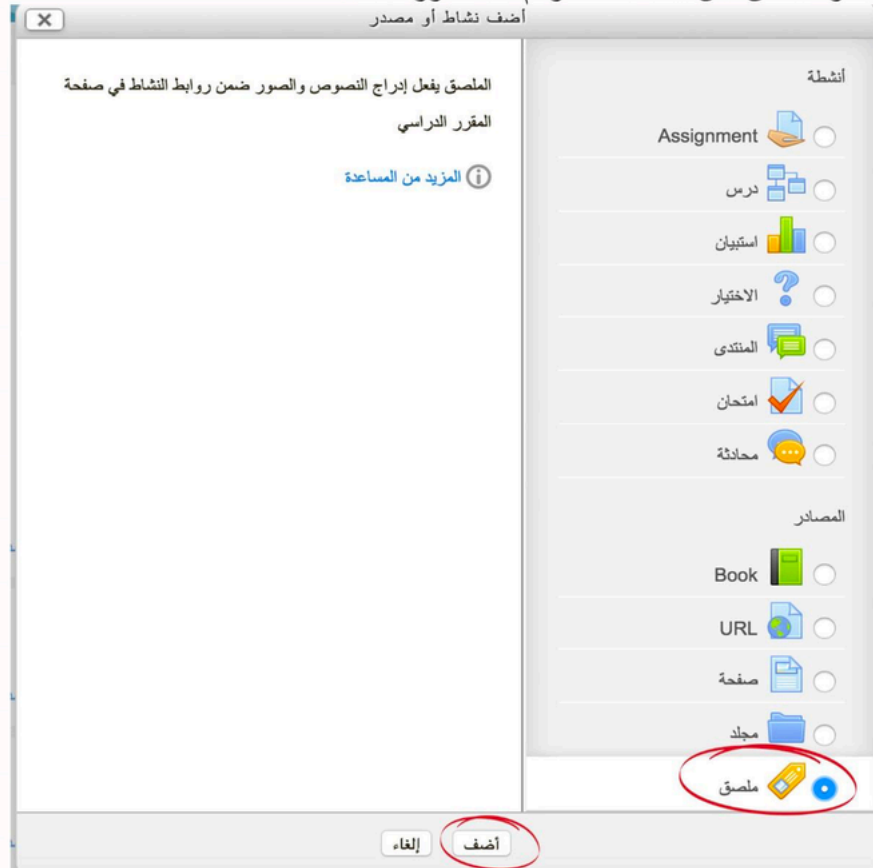 أضف نشاط أو مصدر
أنشطة
Assignment
درس
استبيان
الاختيار
المنتدى
امتحان
محادثة
المصادر
Book
URL
صفحة
مجلد
ملصق
الملصق يفعل إدراج النصوص والصور ضمن روابط النشاط في صفحة
المقرر الدراسي
المزيد من المساعدة
أضف
إلغاء